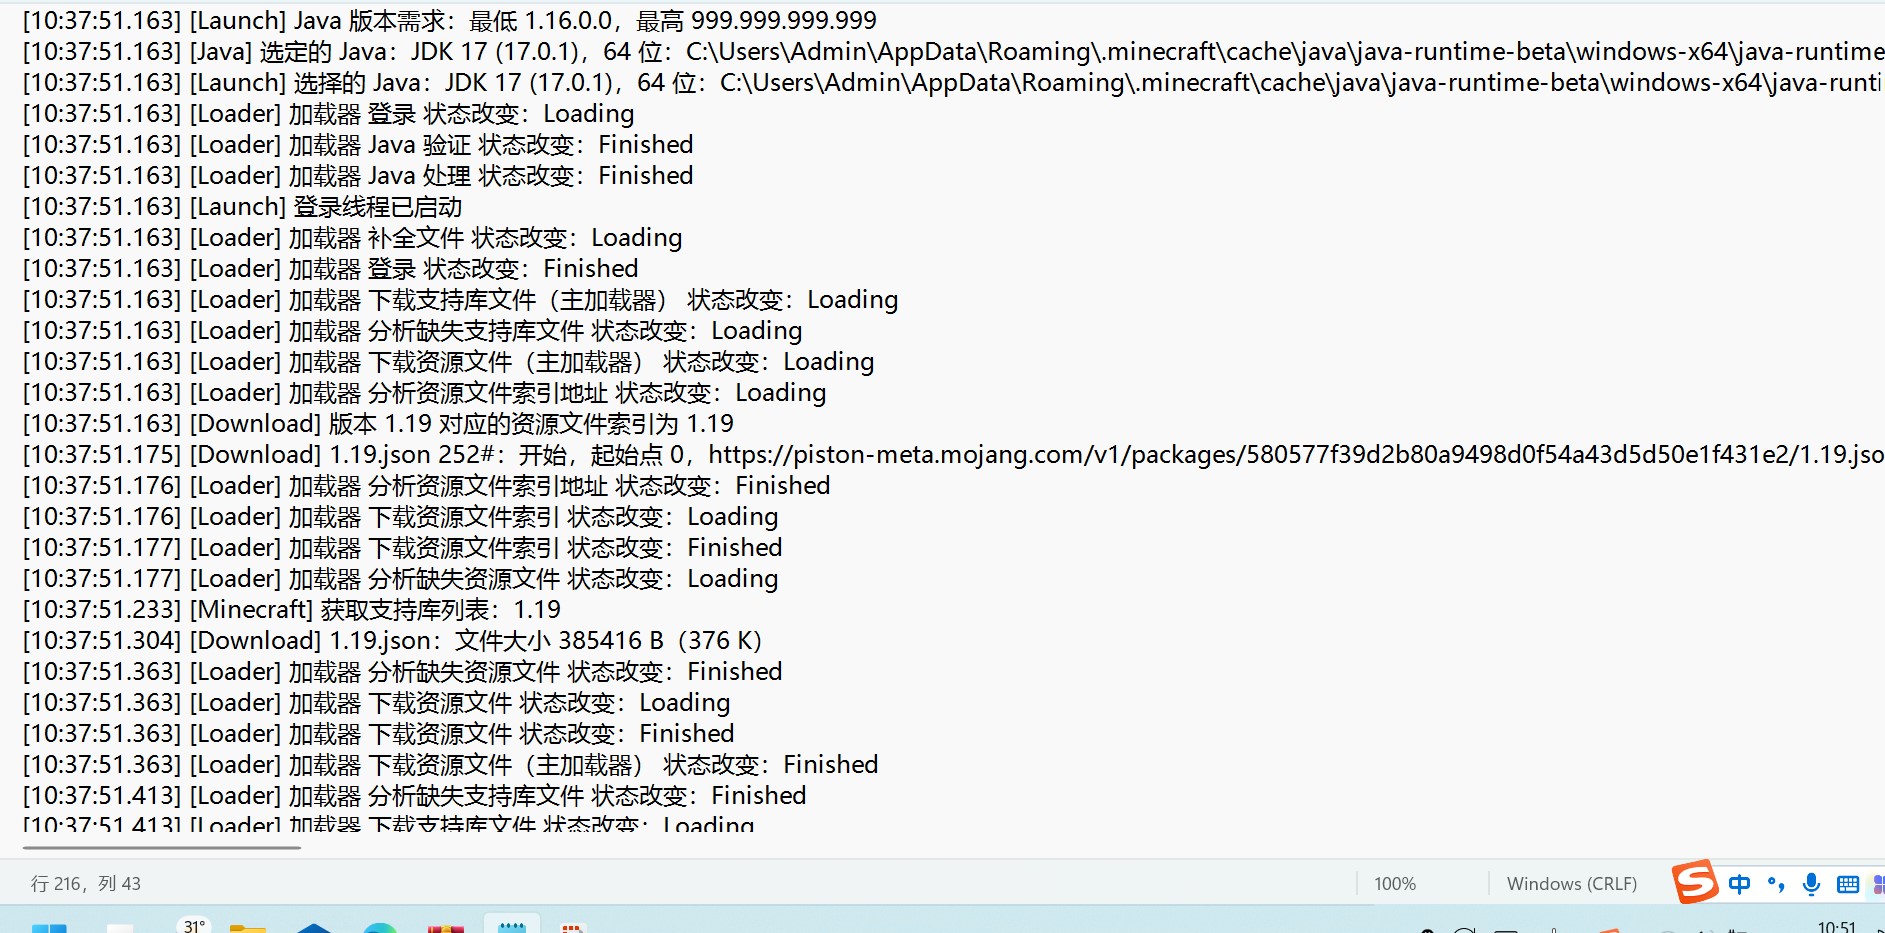 [10:37:51.163] [Launch] Java 版本需求：最低 1.16.0.0，最高 999.999.999.999
[10:37:51.163] [Java] 选定的 Java：JDK 17 (17.0.1)，64 位：C:\Users\Admin\AppData\Roaming\.minecraft\cache\java\java-runtime-beta\windows-x64\java-runtime
[10:37:51.163] [Launch] 选择的 Java：JDK 17 (17.0.1)，64 位：C:\Users\Admin\AppData\Roaming\.minecraft\cache\java\java-runtime-beta\windows-x64\java-runti
[10:37:51.163] [Loader] 加载器 登录 状态改变：Loading
[10:37:51.163] [Loader] 加载器 Java 验证 状态改变：Finished
[10:37:51.163] [Loader] 加载器 Java 处理 状态改变：Finished
[10:37:51.163] [Launch] 登录线程已启动
[10:37:51.163] [Loader] 加载器 补全文件 状态改变：Loading
[10:37:51.163] [Loader] 加载器 登录 状态改变：Finished
[10:37:51.163] [Loader] 加载器 下载支持库文件（主加载器） 状态改变：Loading
[10:37:51.163] [Loader] 加载器 分析缺失支持库文件 状态改变：Loading
[10:37:51.163] [Loader] 加载器 下载资源文件（主加载器） 状态改变：Loading
[10:37:51.163] [Loader] 加载器 分析资源文件索引地址 状态改变：Loading
[10:37:51.163] [Download] 版本 1.19 对应的资源文件索引为 1.19
[10:37:51.175] [Download] 1.19.json 252#：开始，起始点 0，https://piston-meta.mojang.com/v1/packages/580577f39d2b80a9498d0f54a43d5d50e1f431e2/1.19.jso
[10:37:51.176] [Loader] 加载器 分析资源文件索引地址 状态改变：Finished
[10:37:51.176] [Loader] 加载器 下载资源文件索引 状态改变：Loading
[10:37:51.177] [Loader] 加载器 下载资源文件索引 状态改变：Finished
[10:37:51.177] [Loader] 加载器 分析缺失资源文件 状态改变：Loading
[10:37:51.233] [Minecraft] 获取支持库列表：1.19
[10:37:51.304] [Download] 1.19.json：文件大小 385416 B（376 K）
[10:37:51.363] [Loader] 加载器 分析缺失资源文件 状态改变：Finished
[10:37:51.363] [Loader] 加载器 下载资源文件 状态改变：Loading
[10:37:51.363] [Loader] 加载器 下载资源文件 状态改变：Finished
[10:37:51.363] [Loader] 加载器 下载资源文件（主加载器） 状态改变：Finished
[10:37:51.413] [Loader] 加载器 分析缺失支持库文件 状态改变：Finished
[10:37:51.413] [Loader] 加载器 下载支持库文件 状态改变：Loading
行 216，列 43
100%
Windows (CRLF)
S 中 °,
31°
10:51